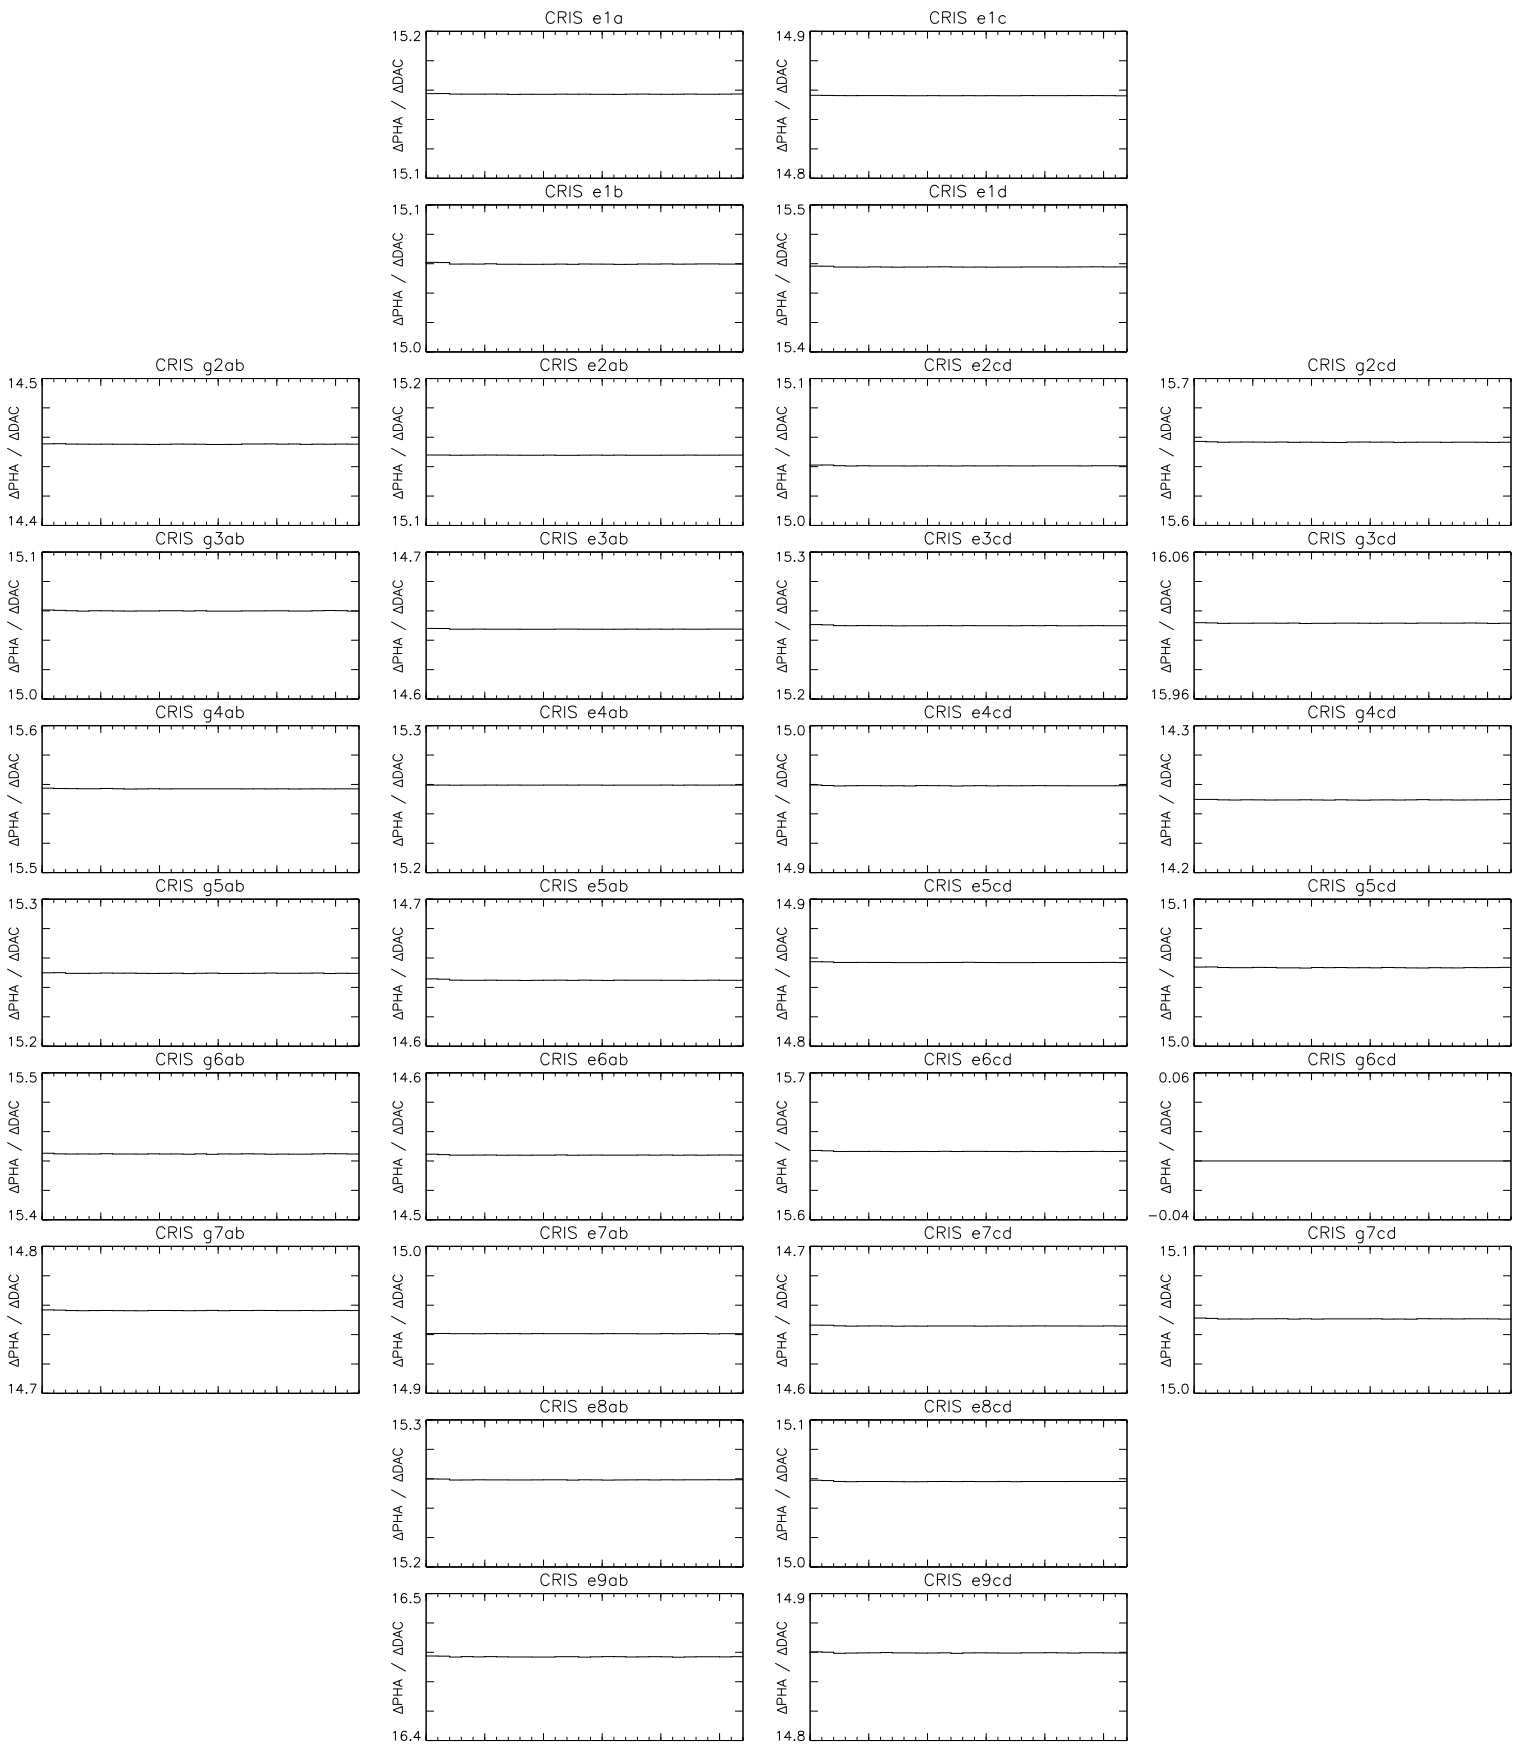 CRIS e1a
15.2
ΔPHA / ΔDAC
15.1
CRIS e1c
14.9
ΔPHA / ΔDAC
14.8
CRIS e1b
15.1
ΔPHA / ΔDAC
15.0
CRIS e1d
15.5
ΔPHA / ΔDAC
15.4
CRIS g2ab
14.5
ΔPHA / ΔDAC
14.4
CRIS e2ab
15.2
ΔPHA / ΔDAC
15.1
CRIS e2cd
15.1
ΔPHA / ΔDAC
15.0
CRIS g2cd
15.7
ΔPHA / ΔDAC
15.6
CRIS g3ab
15.1
ΔPHA / ΔDAC
15.0
CRIS e3ab
14.7
ΔPHA / ΔDAC
14.6
CRIS e3cd
15.3
ΔPHA / ΔDAC
15.2
CRIS g3cd
16.06
ΔPHA / ΔDAC
15.96
CRIS g4ab
15.6
ΔPHA / ΔDAC
15.5
CRIS e4ab
15.3
ΔPHA / ΔDAC
15.2
CRIS e4cd
15.0
ΔPHA / ΔDAC
14.9
CRIS g4cd
14.3
ΔPHA / ΔDAC
14.2
CRIS g5ab
15.3
ΔPHA / ΔDAC
15.2
CRIS e5ab
14.7
ΔPHA / ΔDAC
14.6
CRIS e5cd
14.9
ΔPHA / ΔDAC
14.8
CRIS g5cd
15.1
ΔPHA / ΔDAC
15.0
CRIS g6ab
15.5
ΔPHA / ΔDAC
15.4
CRIS e6ab
14.6
ΔPHA / ΔDAC
14.5
CRIS e6cd
15.7
ΔPHA / ΔDAC
15.6
CRIS g6cd
0.06
ΔPHA / ΔDAC
−0.04
CRIS g7ab
14.8
ΔPHA / ΔDAC
14.7
CRIS e7ab
15.0
ΔPHA / ΔDAC
14.9
CRIS e7cd
14.7
ΔPHA / ΔDAC
14.6
CRIS g7cd
15.1
ΔPHA / ΔDAC
15.0
CRIS e8ab
15.3
ΔPHA / ΔDAC
15.2
CRIS e8cd
15.1
ΔPHA / ΔDAC
15.0
CRIS e9ab
16.5
ΔPHA / ΔDAC
16.4
CRIS e9cd
14.9
ΔPHA / ΔDAC
14.8